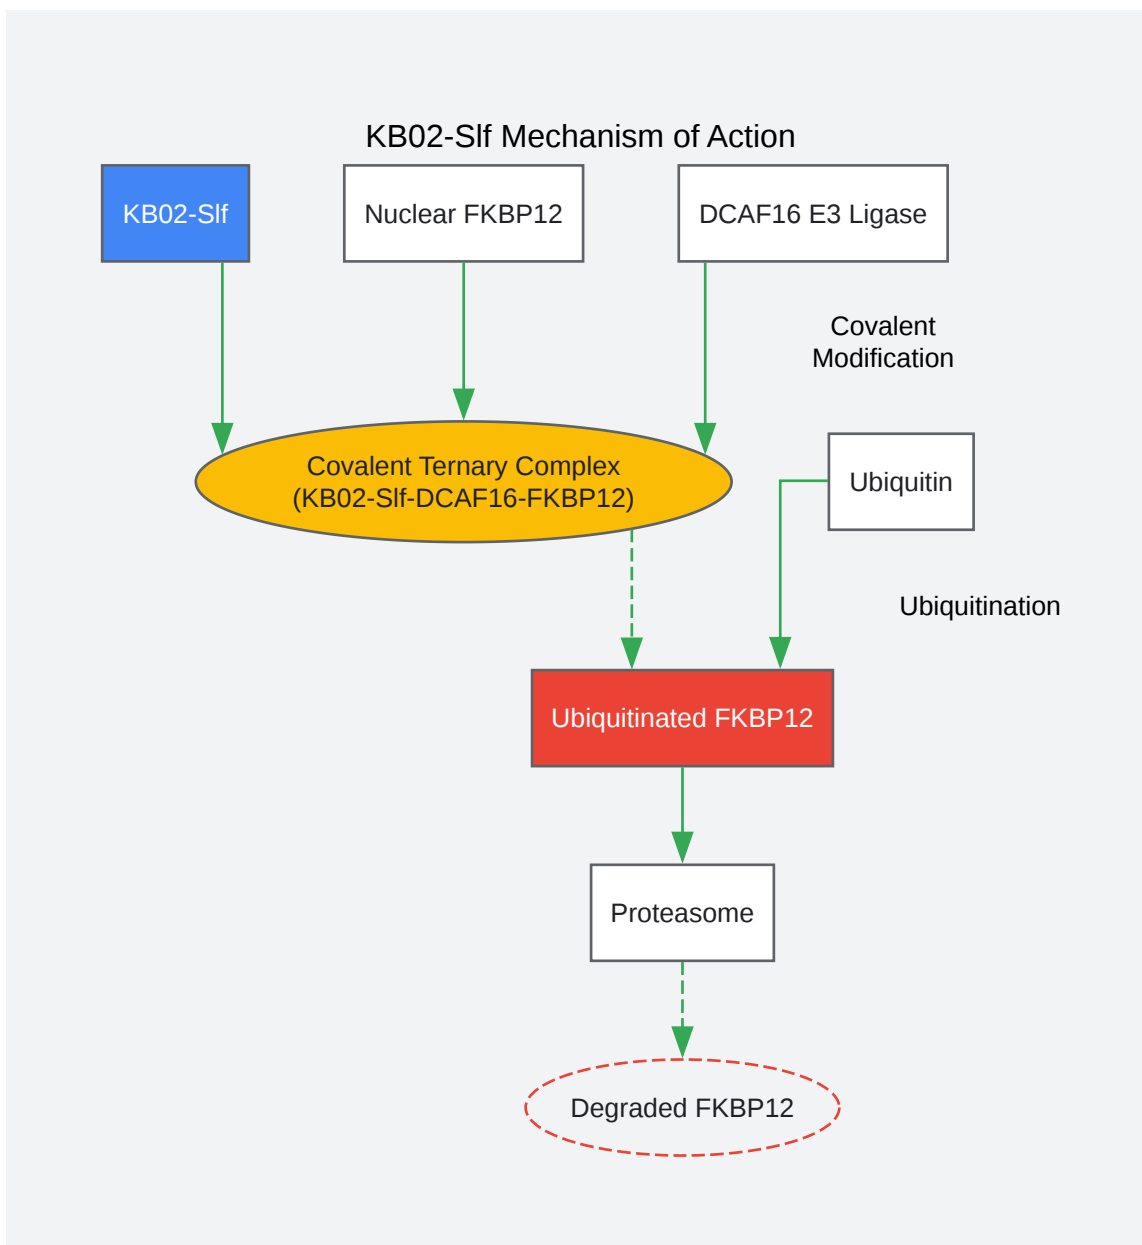 KB02-Slf Mechanism of Action
KB02-Slf
Nuclear FKBP12
DCAF16 E3 Ligase
Covalent
Modification
Covalent Ternary Complex
(KB02-Slf-DCAF16-FKBP12)
Ubiquitin
Ubiquitination
Ubiquitinated FKBP12
Proteasome
Degraded FKBP12